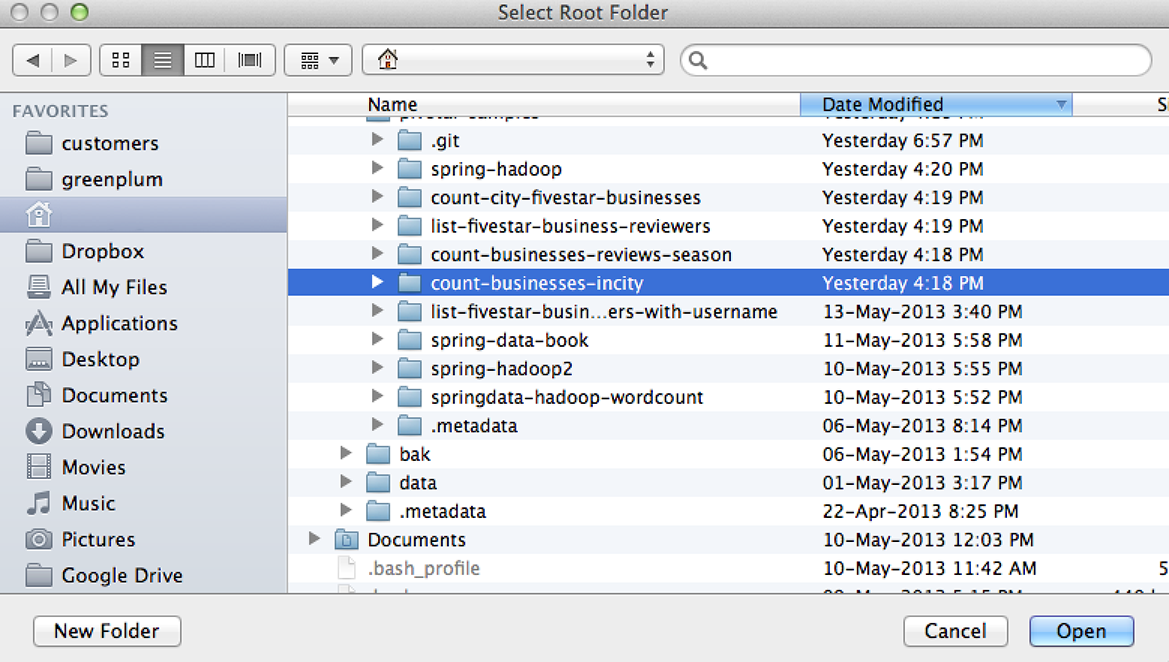 Select Root Folder
FAVORITES
customers
greenplum
Dropbox
All My Files
Applications
Desktop
Documents
Downloads
Movies
Music
Pictures
Google Drive
Name Date Modified S
.git Yesterday 6:57 PM
spring-hadoop Yesterday 4:20 PM
count-city-fivestar-businesses Yesterday 4:19 PM
list-fivestar-business-reviewers Yesterday 4:19 PM
count-businesses-reviews-season Yesterday 4:18 PM
count-businesses-incity Yesterday 4:18 PM
list-fivestar-busin...ers-with-username 13-May-2013 3:40 PM
spring-data-book 11-May-2013 5:58 PM
spring-hadoop2 10-May-2013 5:55 PM
springdata-hadoop-wordcount 10-May-2013 5:52 PM
.metadata 06-May-2013 8:14 PM
bak 06-May-2013 1:54 PM
data 01-May-2013 3:17 PM
.metadata 22-Apr-2013 8:25 PM
Documents 10-May-2013 12:03 PM
.bash_profile 10-May-2013 11:42 AM 5
New Folder Cancel Open